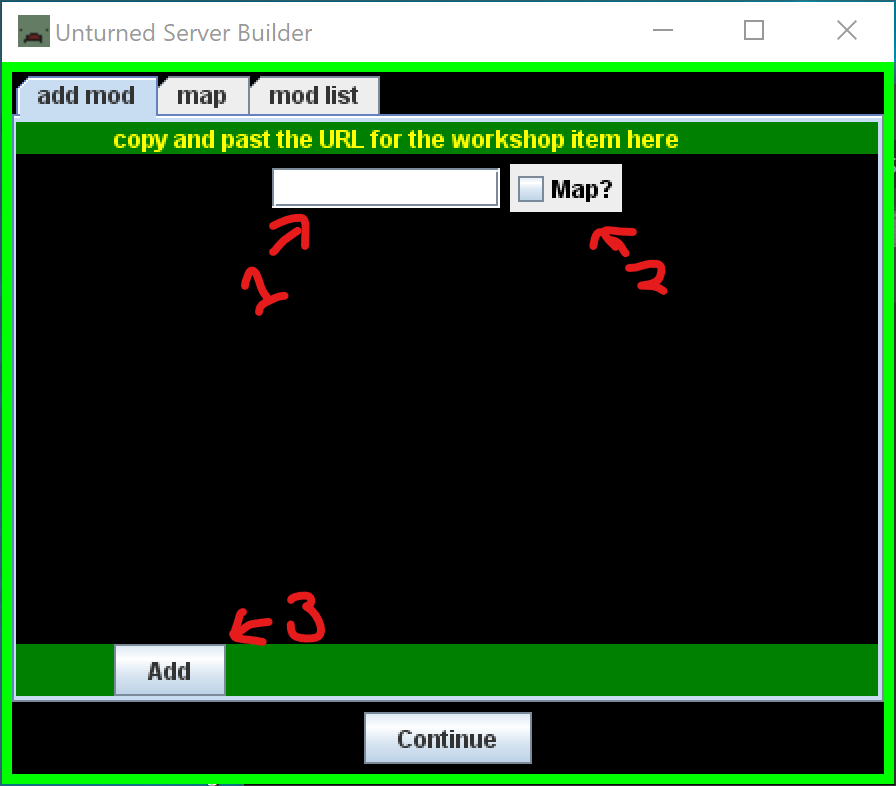 Unturned Server Builder
add mod map mod list
copy and past the URL for the workshop item here
Map?
1 2
3
Add
Continue